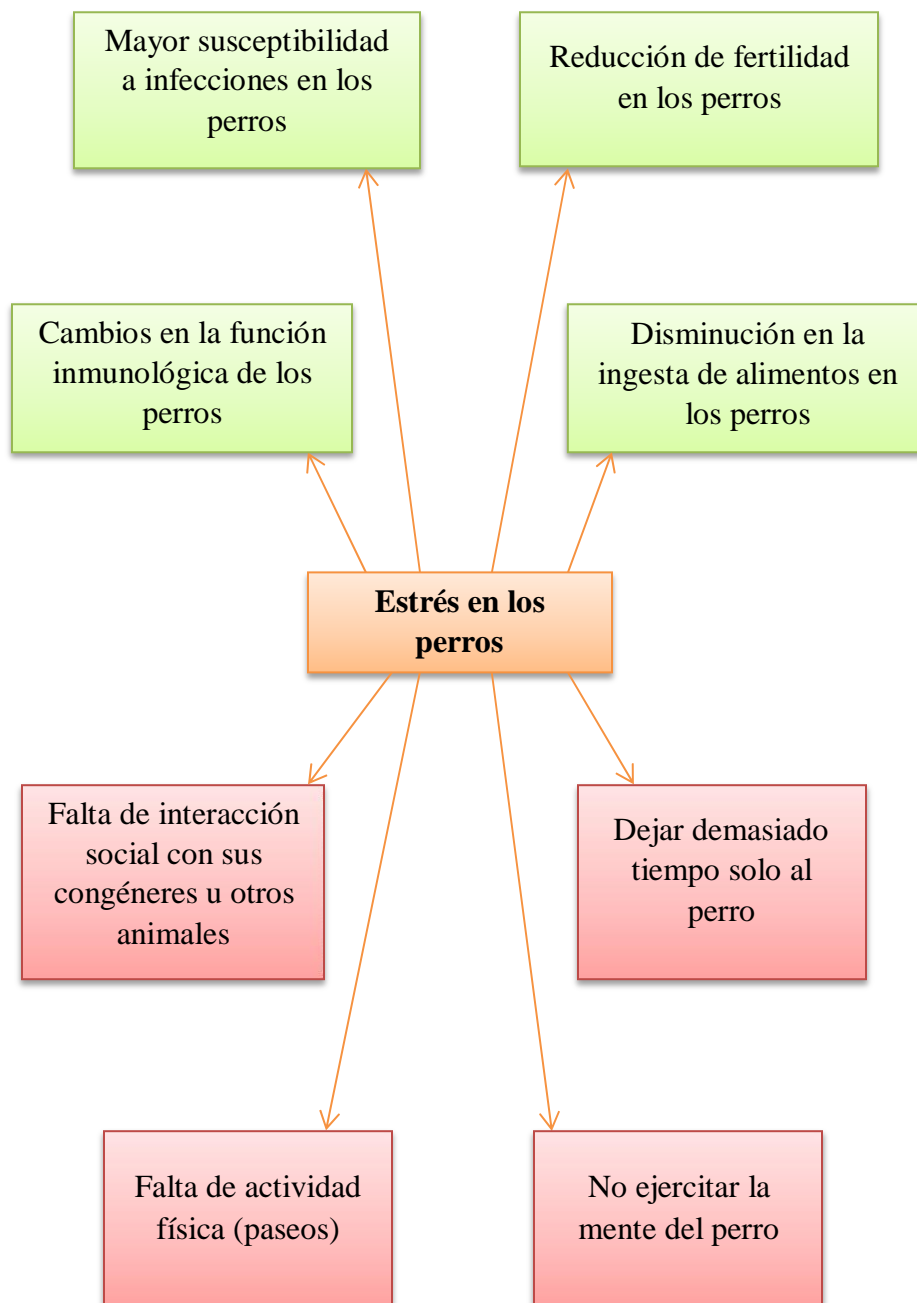 Mayor susceptibilidad
a infecciones en los
perros
Reducción de fertilidad
en los perros
Cambios en la función
inmunológica de los
perros
Disminución en la
ingesta de alimentos en
los perros
Estrés en los
perros
Falta de interacción
social con sus
congéneres u otros
animales
Dejar demasiado
tiempo solo al
perro
Falta de actividad
física (paseos)
No ejercitar la
mente del perro